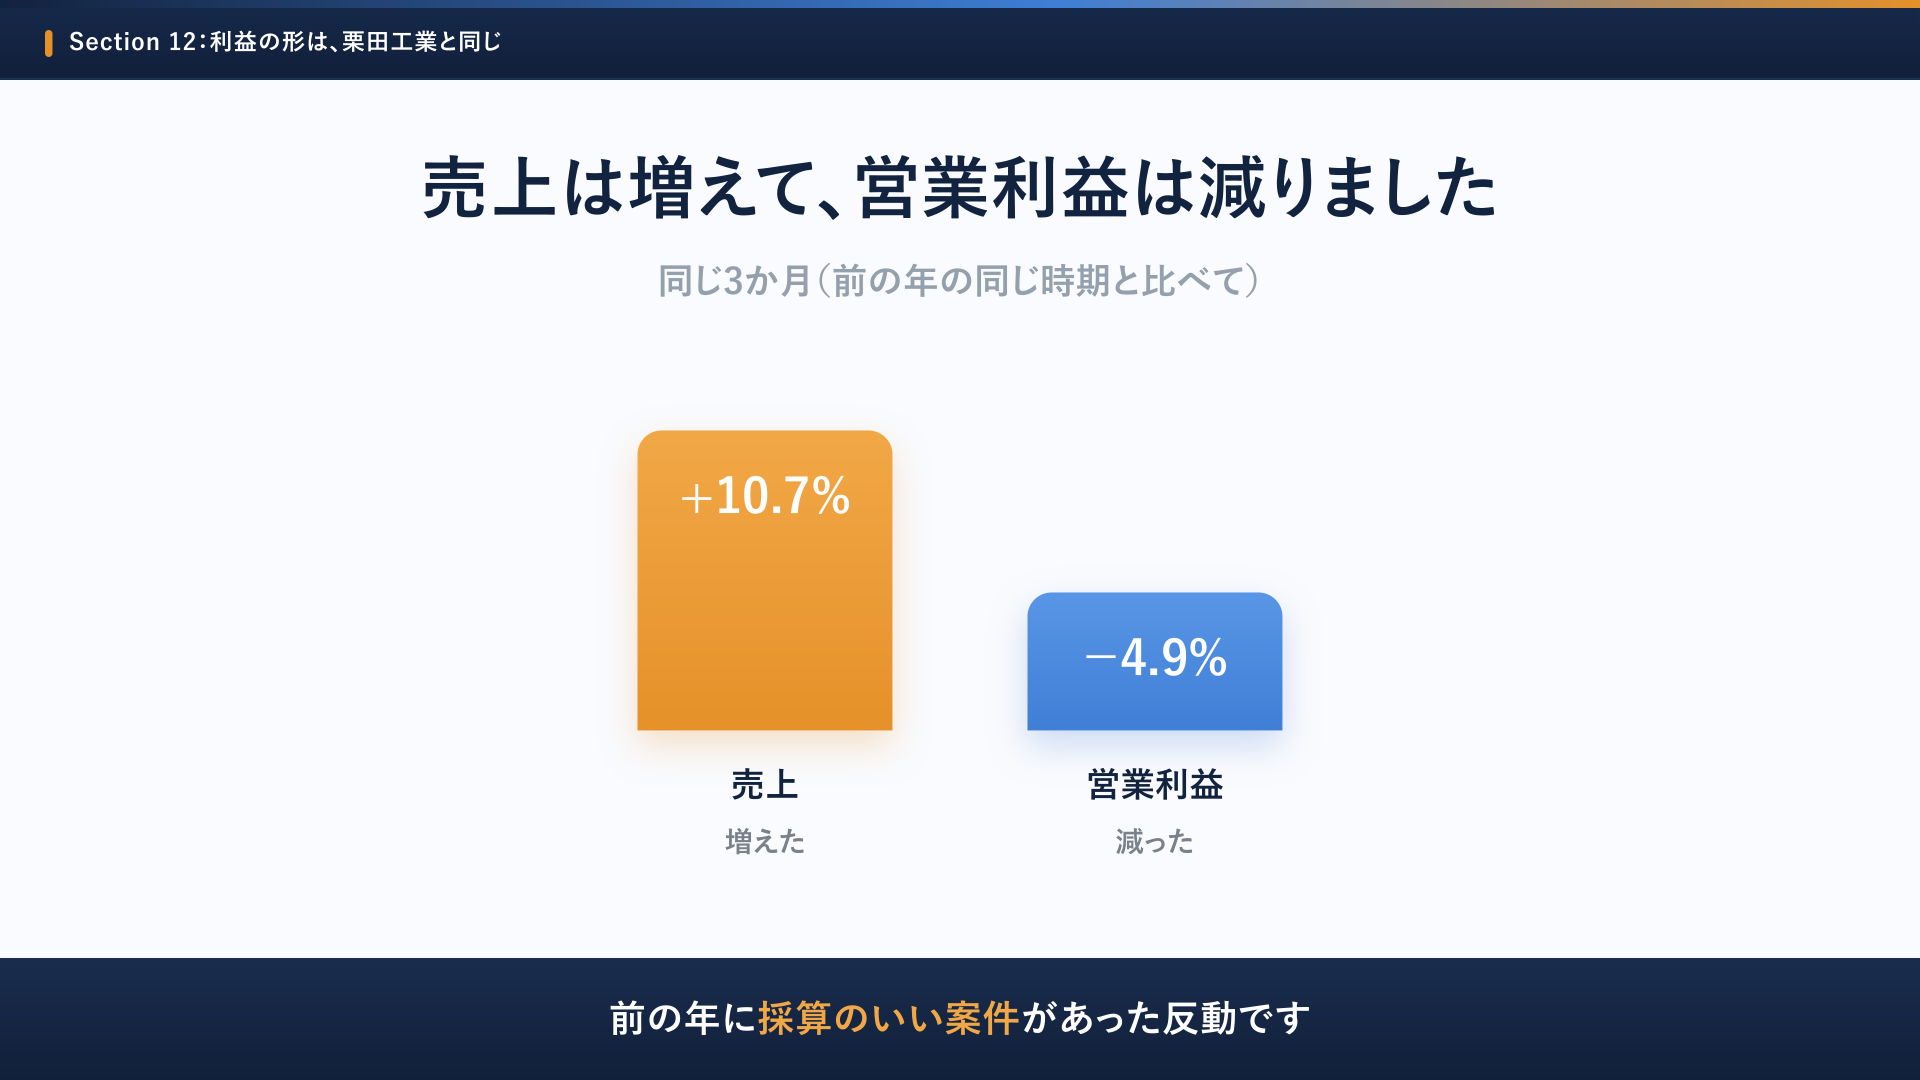 Section 12：利益の形は、栗田工業と同じ
売上は増えて、営業利益は減りました
同じ3か月（前の年の同じ時期と比べて）
＋10.7%
－4.9%
売上
営業利益
増えた
減った
前の年に採算のいい案件があった反動です